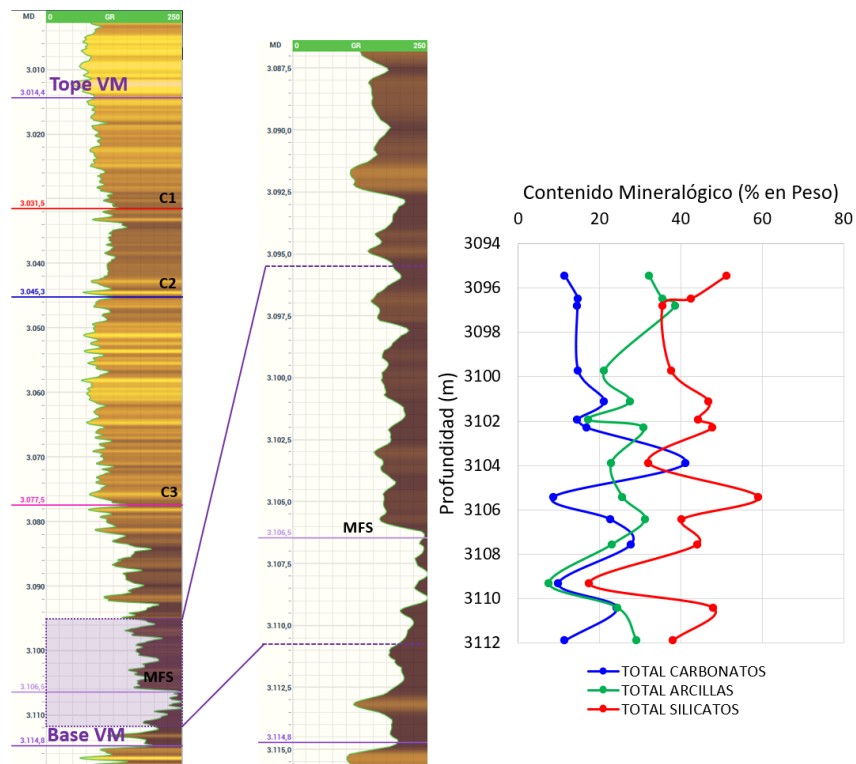 MD 0 GR 250
3.010
Tope VM
3.014,4
3.020
C1
3.031,5
3.040
C2
3.045,3
3.050
3.060
3.070
C3
3.077,5
3.080
3.090
3.100
MFS
3.106,5
3.110
Base VM
3.114,8
MD 0 GR 250
3.087,5
3.090,0
3.092,5
3.095,0
3.097,5
3.100,0
3.102,5
3.105,0
MFS
3.106,5
3.107,5
3.110,0
3.112,5
3.114,8
3.115,0
Contenido Mineralógico (% en Peso)
0 20 40 60 80
Profundidad (m)
3094
3096
3098
3100
3102
3104
3106
3108
3110
3112
TOTAL CARBONATOS
TOTAL ARCILLAS
TOTAL SILICATOS